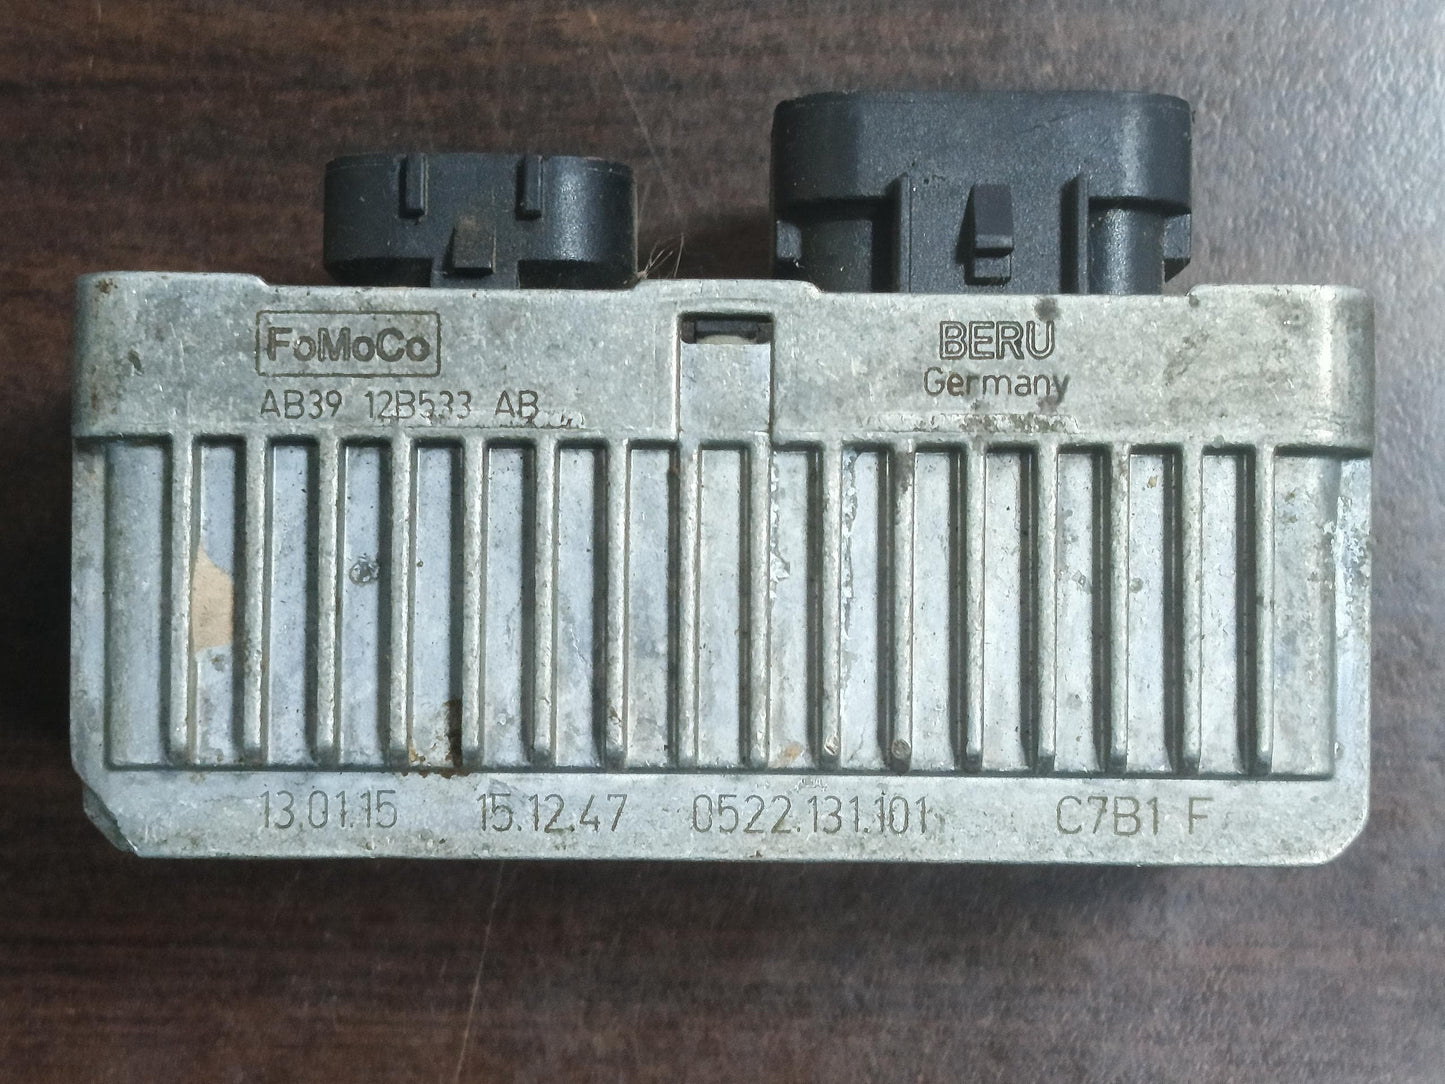 FoMoCo
AB39 12B533 AB
BERU
Germany
13.01.15 15.12.47 0522.131.101 C7B1 F